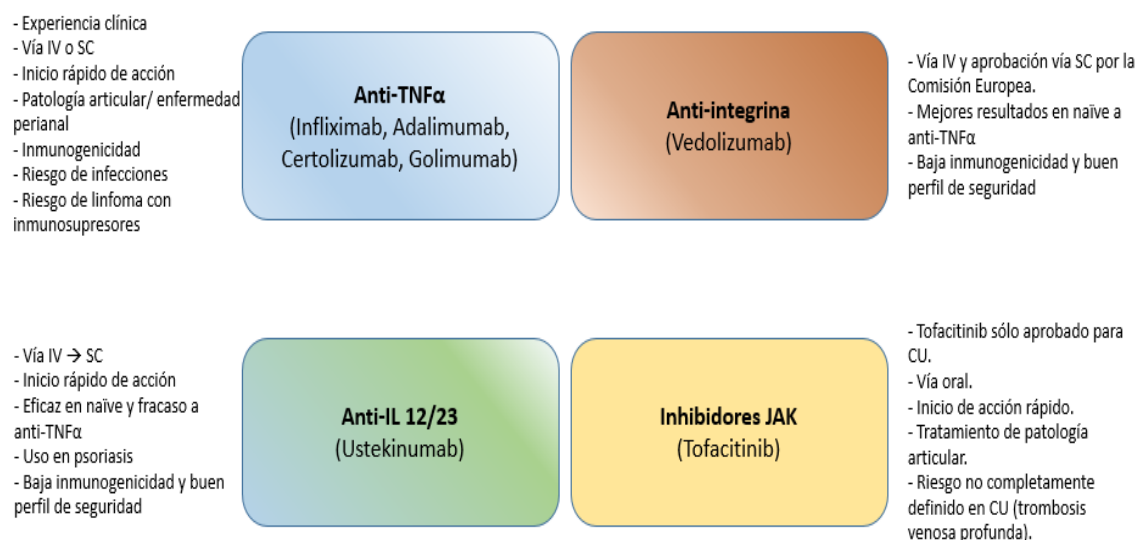 - Experiencia clínica
- Vía IV o SC
- Inicio rápido de acción
- Patología articular/ enfermedad
perianal
- Inmunogenicidad
- Riesgo de infecciones
- Riesgo de linfoma con
inmunosupresores
Anti-TNFα
(Infliximab, Adalimumab,
Certolizumab, Golimumab)
Anti-integrina
(Vedolizumab)
- Vía IV y aprobación vía SC por la
Comisión Europea.
- Mejores resultados en naïve a
anti-TNFα
- Baja inmunogenicidad y buen
perfil de seguridad
- Vía IV → SC
- Inicio rápido de acción
- Eficaz en naïve y fracaso a
anti-TNFα
- Uso en psoriasis
- Baja inmunogenicidad y buen
perfil de seguridad
Anti-IL 12/23
(Ustekinumab)
Inhibidores JAK
(Tofacitinib)
- Tofacitinib sólo aprobado para
CU.
- Vía oral.
- Inicio de acción rápido.
- Tratamiento de patología
articular.
- Riesgo no completamente
definido en CU (trombosis
venosa profunda).